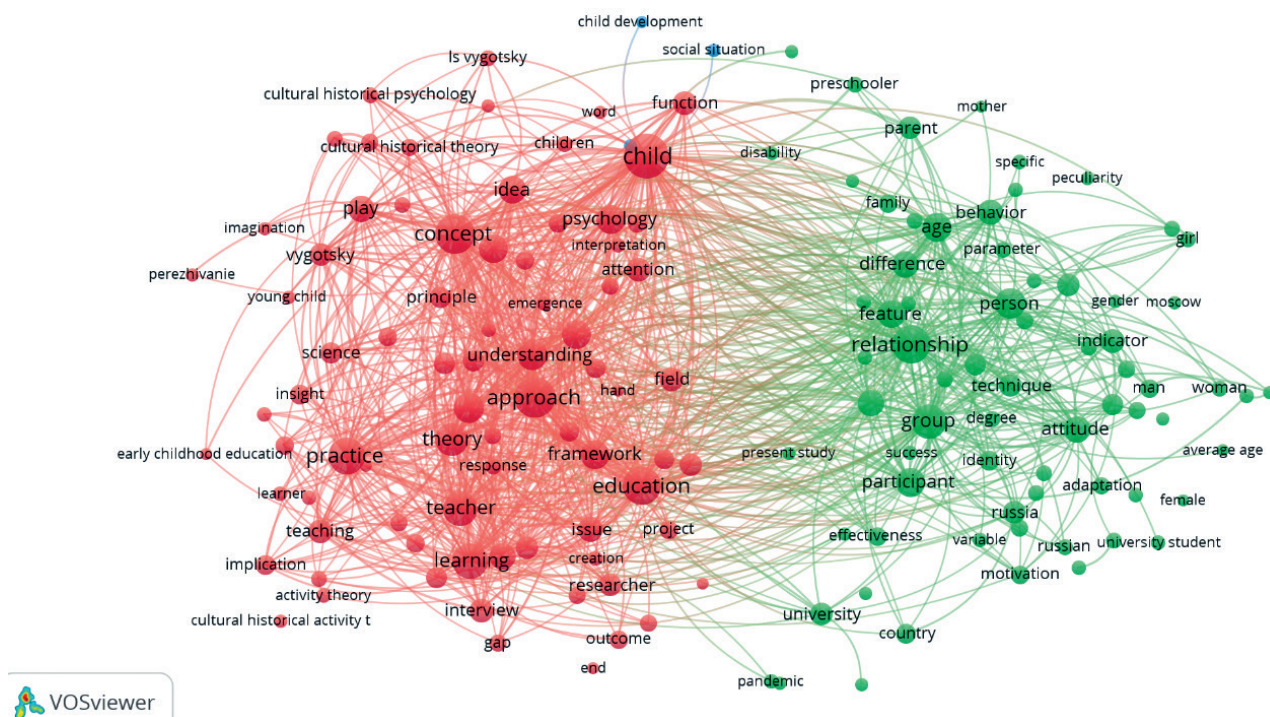 child development
ls vygotsky
social situation
preschooler
cultural historical psychology
function
mother
word
parent
cultural historical theory
children
child
disability
specific
peculiarity
idea
family
play
psychology
age
behavior
imagination
concept
interpretation
parameter
girl
vygotsky
attention
difference
perezhivanie
young child
principle
emergence
person
gender
moscow
feature
science
understanding
relationship
indicator
insight
approach
hand
field
technique
man
woman
theory
group
degree
attitude
early childhood education
practice
response
framework
present study
success
identity
average age
learner
education
participant
adaptation
female
teaching
teacher
issue
project
russia
effectiveness
variable
russian
university student
implication
learning
creation
motivation
activity theory
researcher
interview
university
cultural historical activity t
gap
outcome
country
end
pandemic
VOSviewer